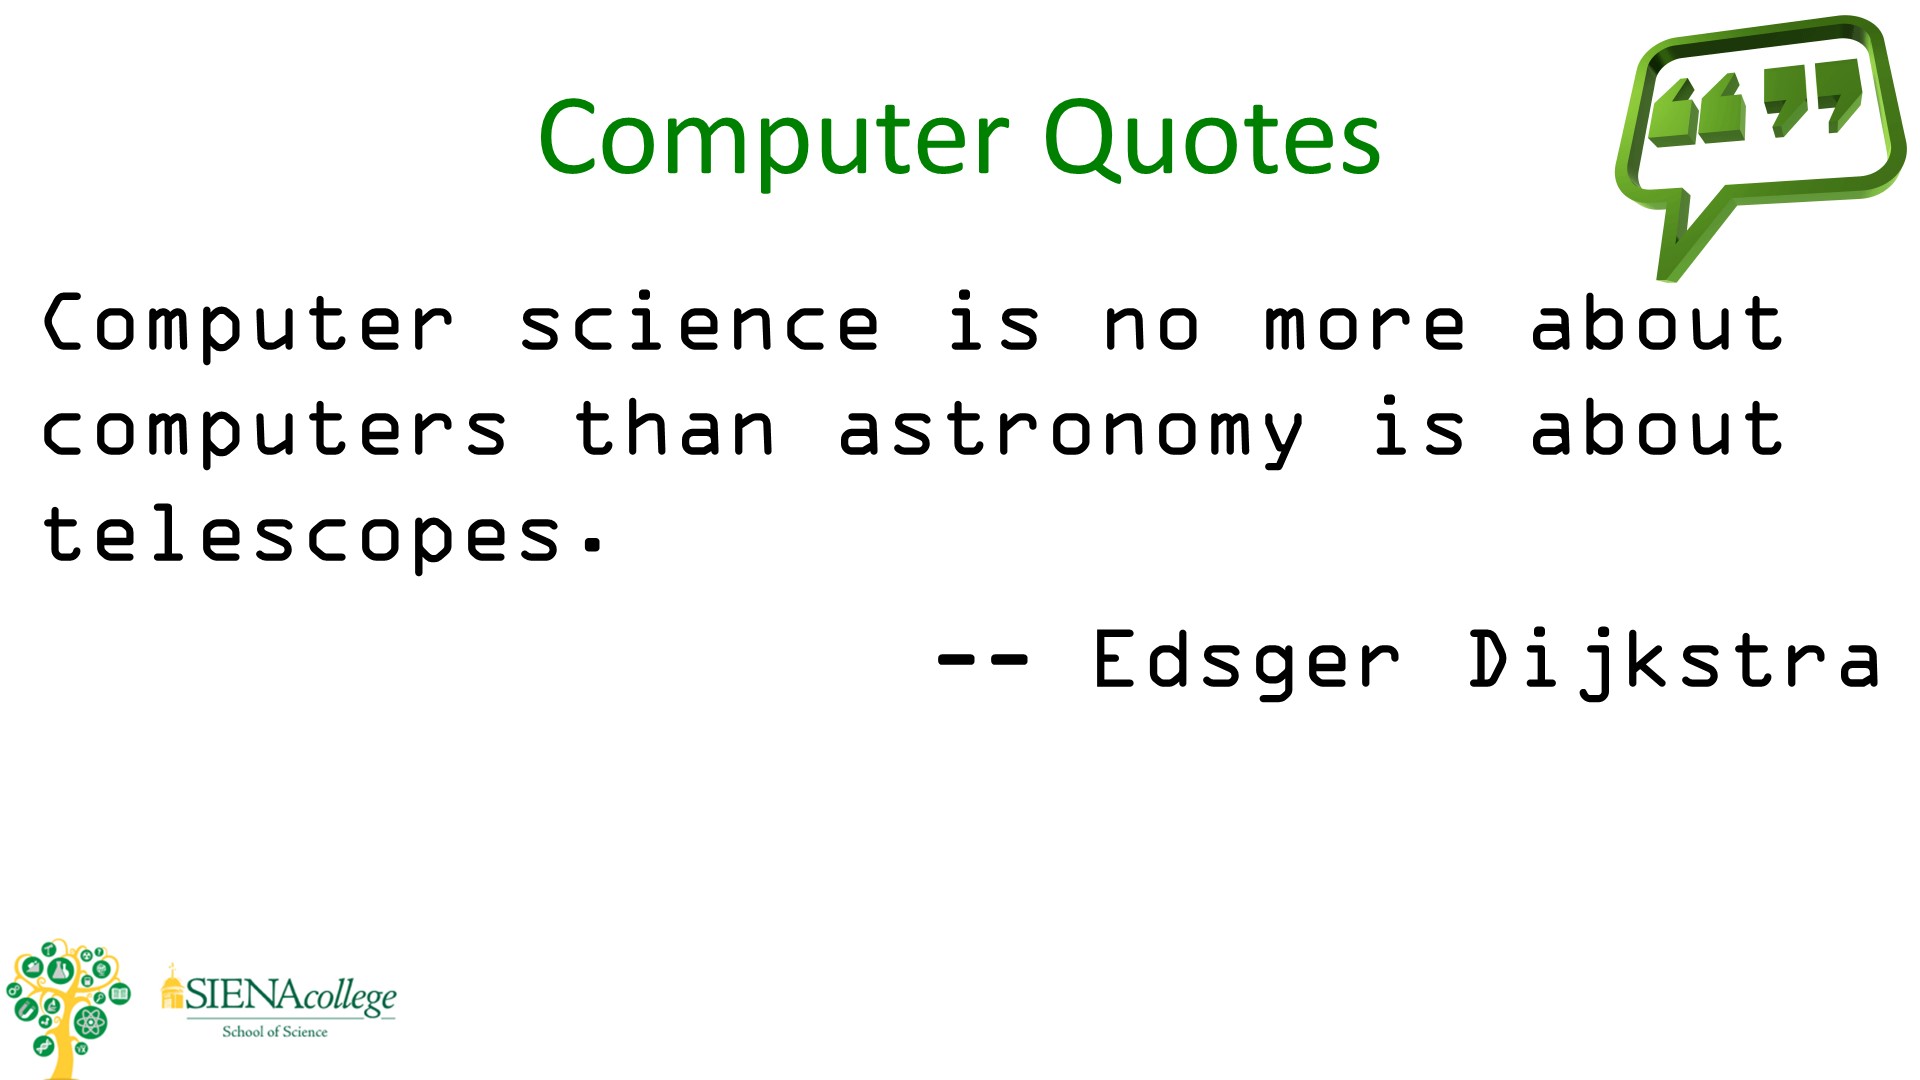 Computer Quotes
Computer science is no more about
computers than astronomy is about
telescopes.
-- Edsger Dijkstra
SIENAcollege
School of Science